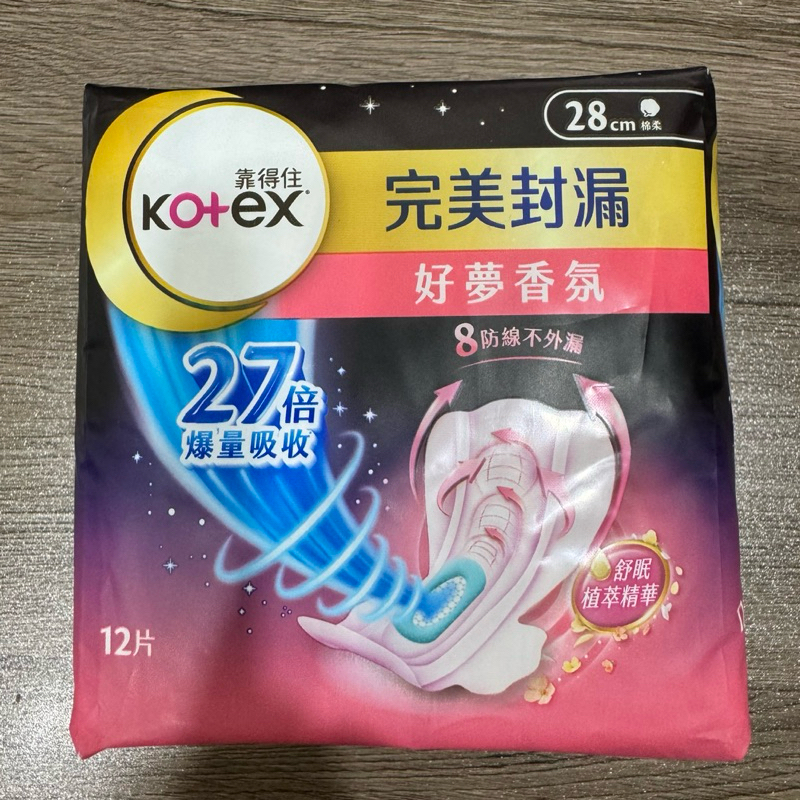 28cm 棉柔
靠得住
Kotex®
完美封漏
好夢香氛
8防線不外漏
27倍
爆量吸收
舒眠
植萃精華
12片